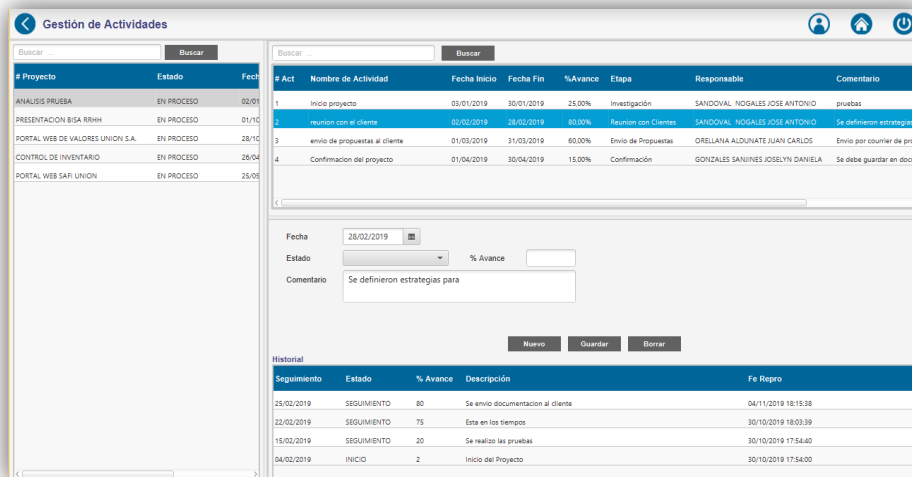 Gestión de Actividades
Buscar ... Buscar
# Proyecto Estado Fech
ANALISIS PRUEBA EN PROCESO 02/01
PRESENTACION BISA RRHH EN PROCESO 01/10
PORTAL WEB DE VALORES UNION S.A. EN PROCESO 28/10
CONTROL DE INVENTARIO EN PROCESO 26/04
PORTAL WEB SAFI UNION EN PROCESO 25/05
Buscar ... Buscar
# Act Nombre de Actividad Fecha Inicio Fecha Fin %Avance Etapa Responsable Comentario
1 Inicio proyecto 03/01/2019 30/01/2019 25,00% Investigación SANDOVAL NOGALES JOSE ANTONIO pruebas
2 reunion con el cliente 02/02/2019 28/02/2019 80,00% Reunion con Clientes SANDOVAL NOGALES JOSE ANTONIO Se definieron estrategias
3 envio de propuestas al cliente 01/03/2019 31/03/2019 60,00% Envio de Propuestas ORELLANA ALDUNATE JUAN CARLOS Envio por courrier de pro
4 Confirmacion del proyecto 01/04/2019 30/04/2019 15,00% Confirmación GONZALES SANJINES JOSELYN DANIELA Se debe guardar en doc
Fecha 28/02/2019
Estado % Avance
Comentario Se definieron estrategias para
Nuevo Guardar Borrar
Historial
Seguimiento Estado % Avance Descripción Fe Repro
25/02/2019 SEGUIMIENTO 80 Se envio documentacion al cliente 04/11/2019 18:15:38
22/02/2019 SEGUIMIENTO 75 Esta en los tiempos 30/10/2019 18:03:39
15/02/2019 SEGUIMIENTO 20 Se realizo las pruebas 30/10/2019 17:54:40
04/02/2019 INICIO 2 Inicio del Proyecto 30/10/2019 17:54:00